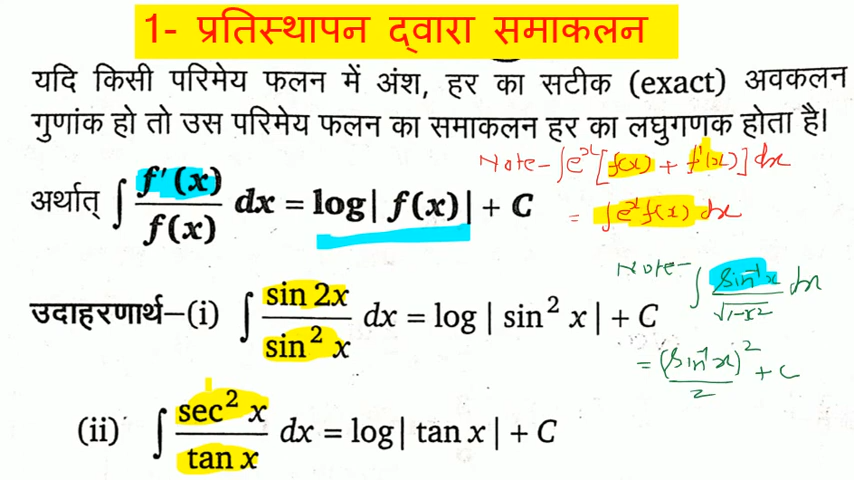 1- प्रतिस्थापन द्वारा समाकलन
यदि किसी परिमेय फलन में अंश, हर का सटीक (exact) अवकलन
गुणांक हो तो उस परिमेय फलन का समाकलन हर का लघुगणक होता है।
Note- ∫e^x[f(x) + f'(x)]dx
= ∫e^x f(x) dx
अर्थात् ∫ f'(x)/f(x) dx = log| f(x)| + C
Note- ∫ sin⁻¹x/√1-x² dx
= (sin⁻¹x)²/2 + C
उदाहरणार्थ–(i) ∫ sin 2x/sin² x dx = log | sin² x| + C
(ii) ∫ sec² x/tan x dx = log| tan x| + C